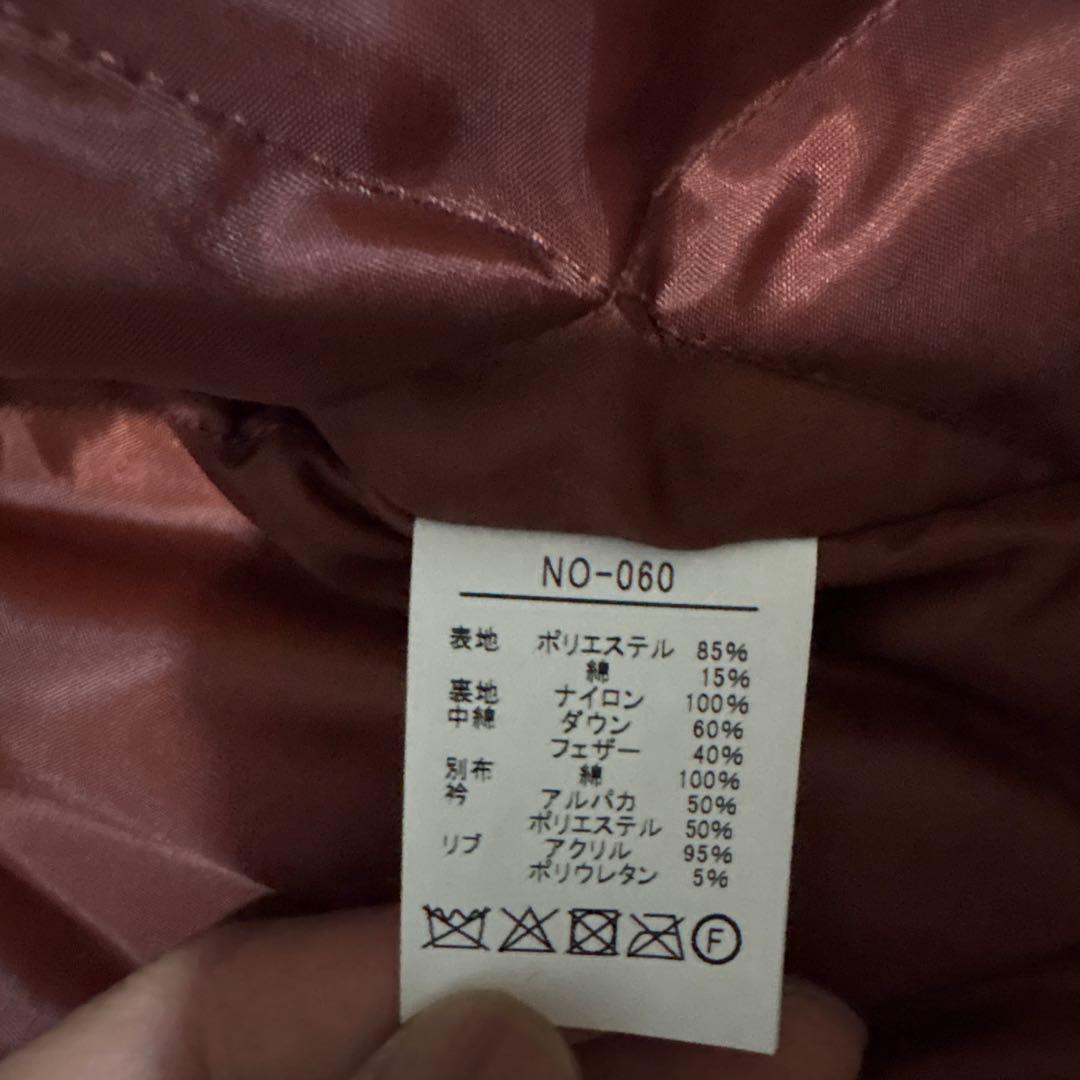 NO-060
表地 ポリエステル 85%
綿 15%
裏地 ナイロン 100%
中綿 ダウン 60%
フェザー 40%
別布 綿 100%
衿 アルパカ 50%
ポリエステル 50%
リブ アクリル 95%
ポリウレタン 5%
F